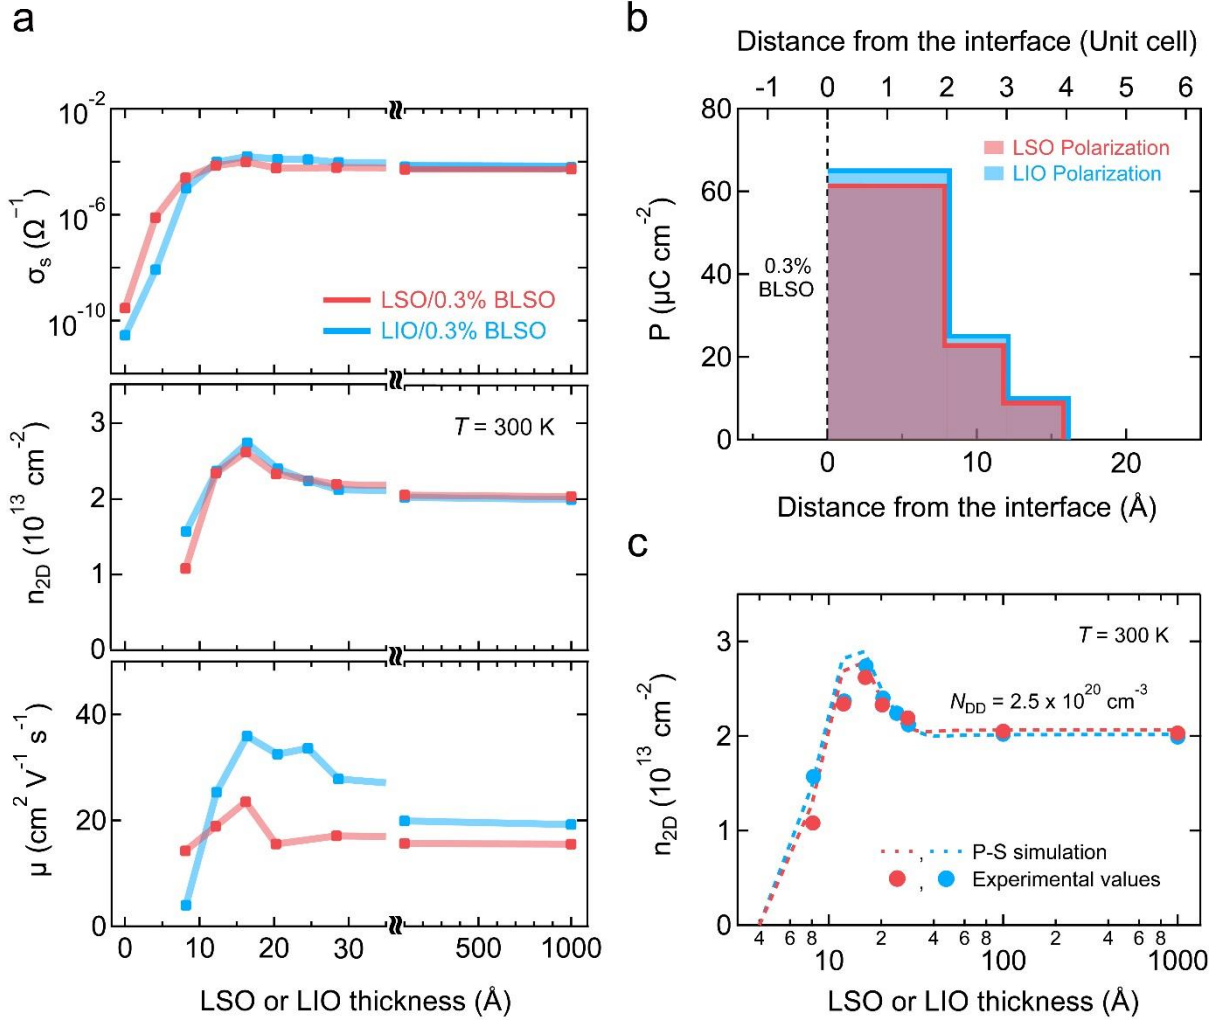 a
10⁻²
10⁻⁶
10⁻¹⁰
σₛ (Ω⁻¹)
LSO/0.3% BLSO
LIO/0.3% BLSO
3
2
1
0
n₂D (10¹³ cm⁻²)
T = 300 K
40
20
0
μ (cm² V⁻¹ s⁻¹)
0 10 20 30 500 1000
LSO or LIO thickness (Å)
b
Distance from the interface (Unit cell)
-1 0 1 2 3 4 5 6
80
60
40
20
0
P (μC cm⁻²)
LSO Polarization
LIO Polarization
0.3%
BLSO
0 10 20
Distance from the interface (Å)
c
3
2
1
0
n₂D (10¹³ cm⁻²)
T = 300 K
N_DD = 2.5 x 10²⁰ cm⁻³
, P-S simulation
, Experimental values
4 6 8 2 4 6 8 2 4 6 8
10 100 1000
LSO or LIO thickness (Å)